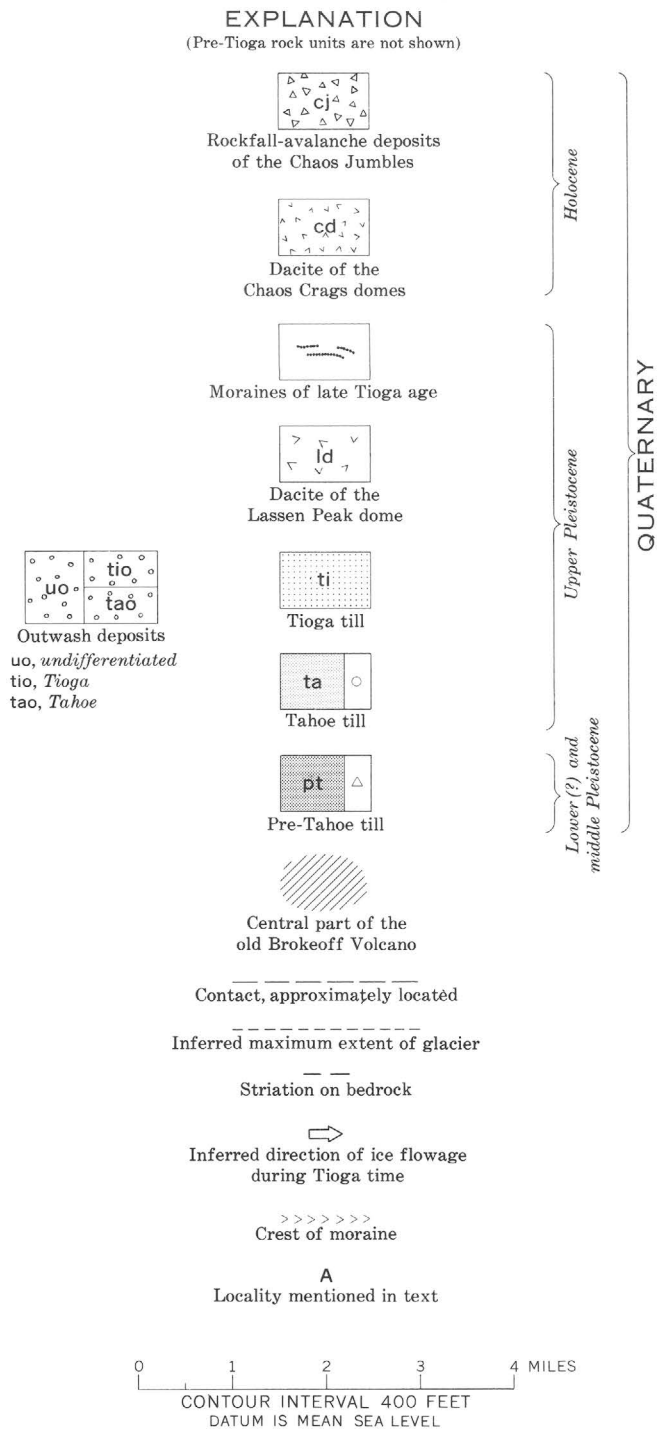 EXPLANATION
(Pre-Tioga rock units are not shown)
cj
Rockfall-avalanche deposits
of the Chaos Jumbles
cd
Dacite of the
Chaos Crags domes
Holocene
Moraines of late Tioga age
ld
Dacite of the
Lassen Peak dome
uo
tio
tao
Outwash deposits
uo, undifferentiated
tio, Tioga
tao, Tahoe
ti
Tioga till
ta
Tahoe till
Upper Pleistocene
pt
Pre-Tahoe till
Lower(?) and
middle Pleistocene
QUATERNARY
Central part of the
old Brokeoff Volcano
Contact, approximately located
Inferred maximum extent of glacier
Striation on bedrock
Inferred direction of ice flowage
during Tioga time
Crest of moraine
A
Locality mentioned in text
0 1 2 3 4 MILES
CONTOUR INTERVAL 400 FEET
DATUM IS MEAN SEA LEVEL